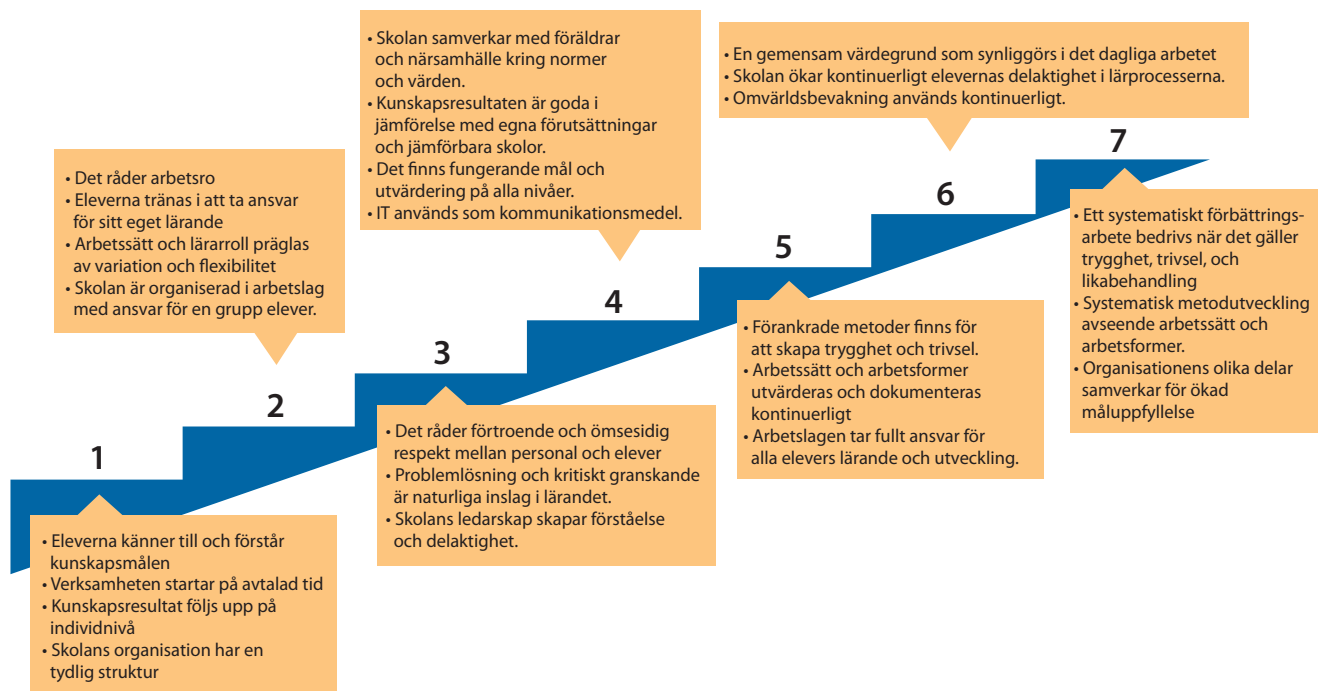 1
• Eleverna känner till och förstår
kunskapsmålen
• Verksamheten startar på avtalad tid
• Kunskapsresultat följs upp på
individnivå
• Skolans organisation har en
tydlig struktur
• Det råder arbetsro
• Eleverna tränas i att ta ansvar
för sitt eget lärande
• Arbetssätt och lärarroll präglas
av variation och flexibilitet
• Skolan är organiserad i arbetslag
med ansvar för en grupp elever.
2
3
• Det råder förtroende och ömsesidig
respekt mellan personal och elever
• Problemlösning och kritiskt granskande
är naturliga inslag i lärandet.
• Skolans ledarskap skapar förståelse
och delaktighet.
• Skolan samverkar med föräldrar
och närsamhälle kring normer
och värden.
• Kunskapsresultaten är goda i
jämförelse med egna förutsättningar
och jämförbara skolor.
• Det finns fungerande mål och
utvärdering på alla nivåer.
• IT används som kommunikationsmedel.
4
5
• Förankrade metoder finns för
att skapa trygghet och trivsel.
• Arbetssätt och arbetsformer
utvärderas och dokumenteras
kontinuerligt
• Arbetslagen tar fullt ansvar för
alla elevers lärande och utveckling.
• En gemensam värdegrund som synliggörs i det dagliga arbetet
• Skolan ökar kontinuerligt elevernas delaktighet i lärprocesserna.
• Omvärldsbevakning används kontinuerligt.
6
7
• Ett systematiskt förbättrings-
arbete bedrivs när det gäller
trygghet, trivsel, och
likabehandling
• Systematisk metodutveckling
avseende arbetssätt och
arbetsformer.
• Organisationens olika delar
samverkar för ökad
måluppfyllelse